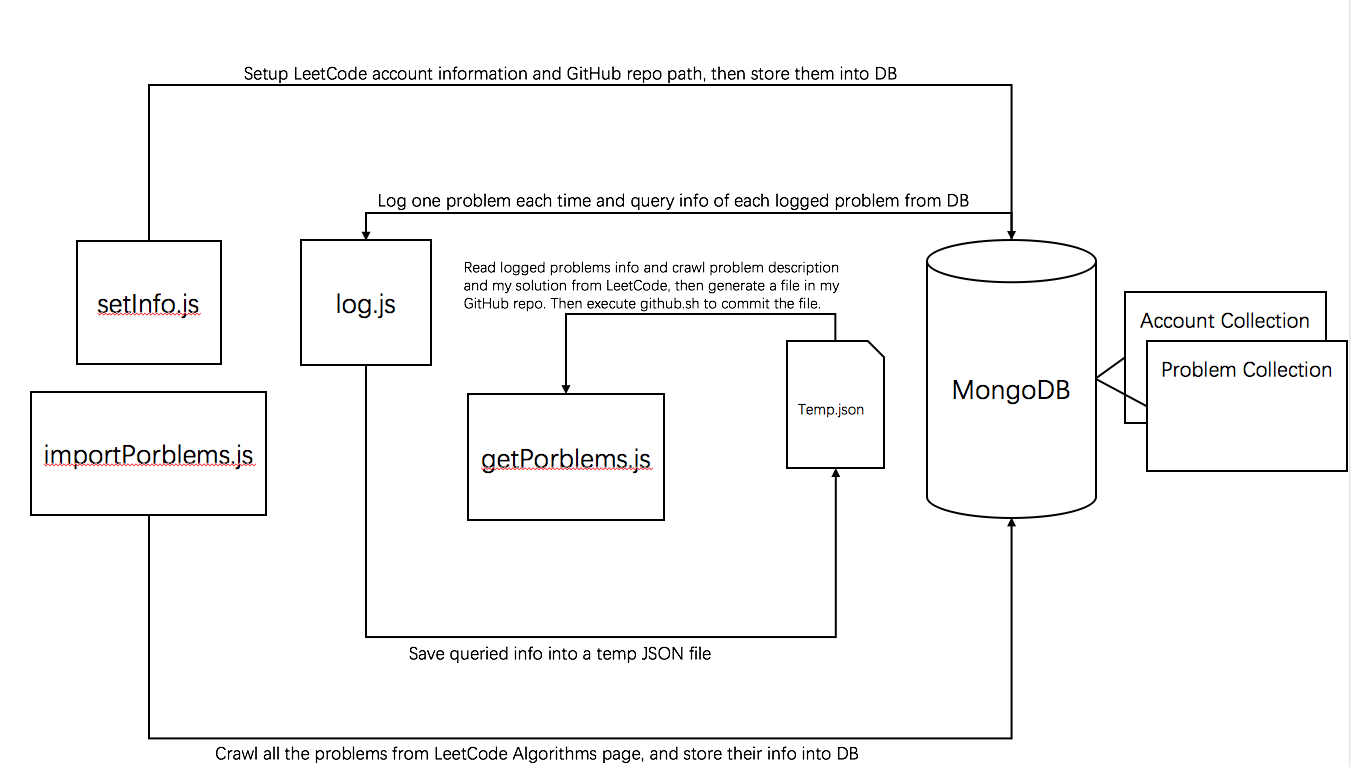 Setup LeetCode account information and GitHub repo path, then store them into DB
Log one problem each time and query info of each logged problem from DB
setInfo.js
log.js
Read logged problems info and crawl problem description
and my solution from LeetCode, then generate a file in my
GitHub repo. Then execute github.sh to commit the file.
Account Collection
Problem Collection
MongoDB
Temp.json
importPorblems.js
getPorblems.js
Save queried info into a temp JSON file
Crawl all the problems from LeetCode Algorithms page, and store their info into DB